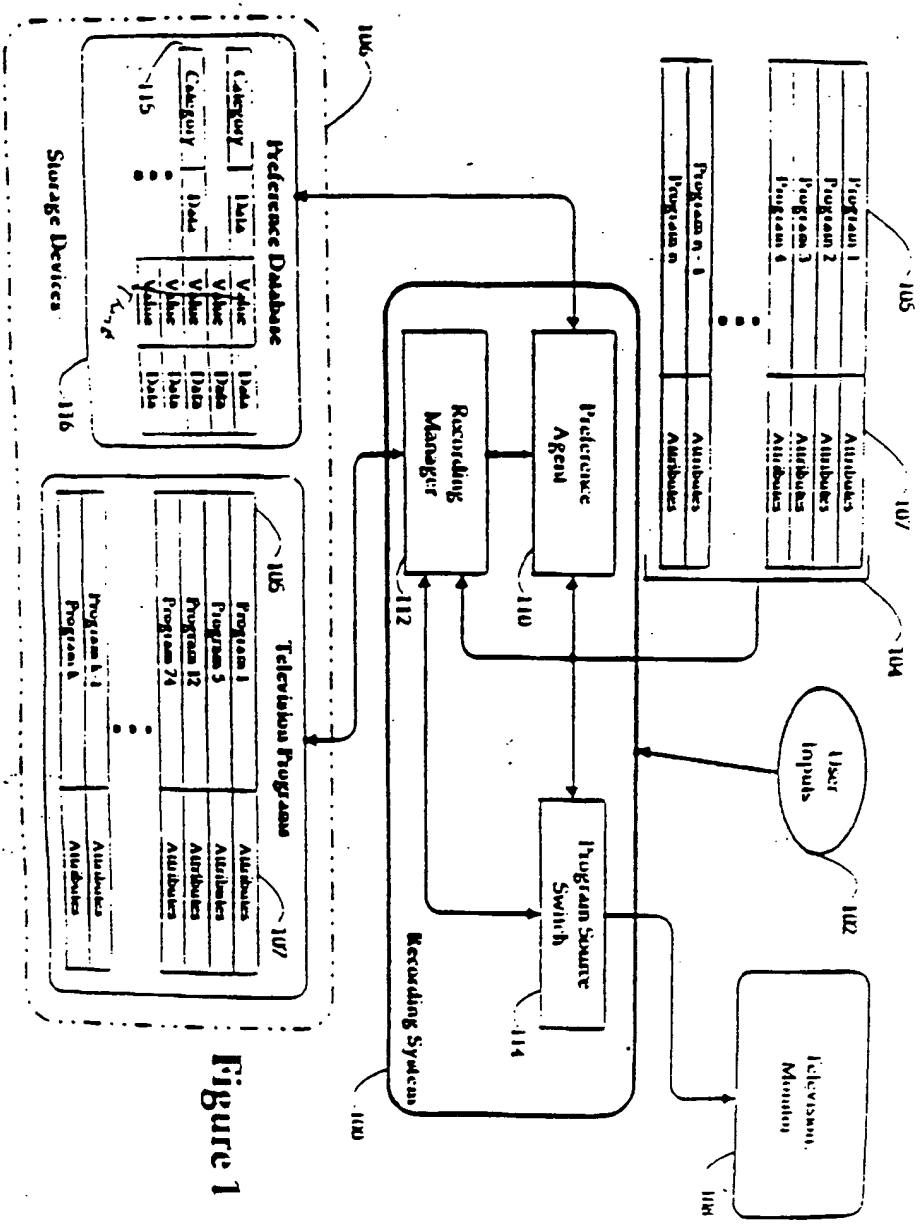 105
107
Program 1 Attributes
Program 2 Attributes
Program 3 Attributes
Program 4 Attributes
Program n - 1 Attributes
Program n Attributes
104
User
Inputs
102
Television
Monitor
108
Preference
Agent
110
Program Source
Switch
114
Recording
Manager
112
Recording System
100
106
Preference Database
Category Data Value Data
Value Data
Category Data Value Data
Value Data
Value Data
115
116
Storage Devices
Television Programs
Program 1 Attributes
Program 5 Attributes
Program 12 Attributes
Program 74 Attributes
Program k-1 Attributes
Program k Attributes
105
107
Figure 1